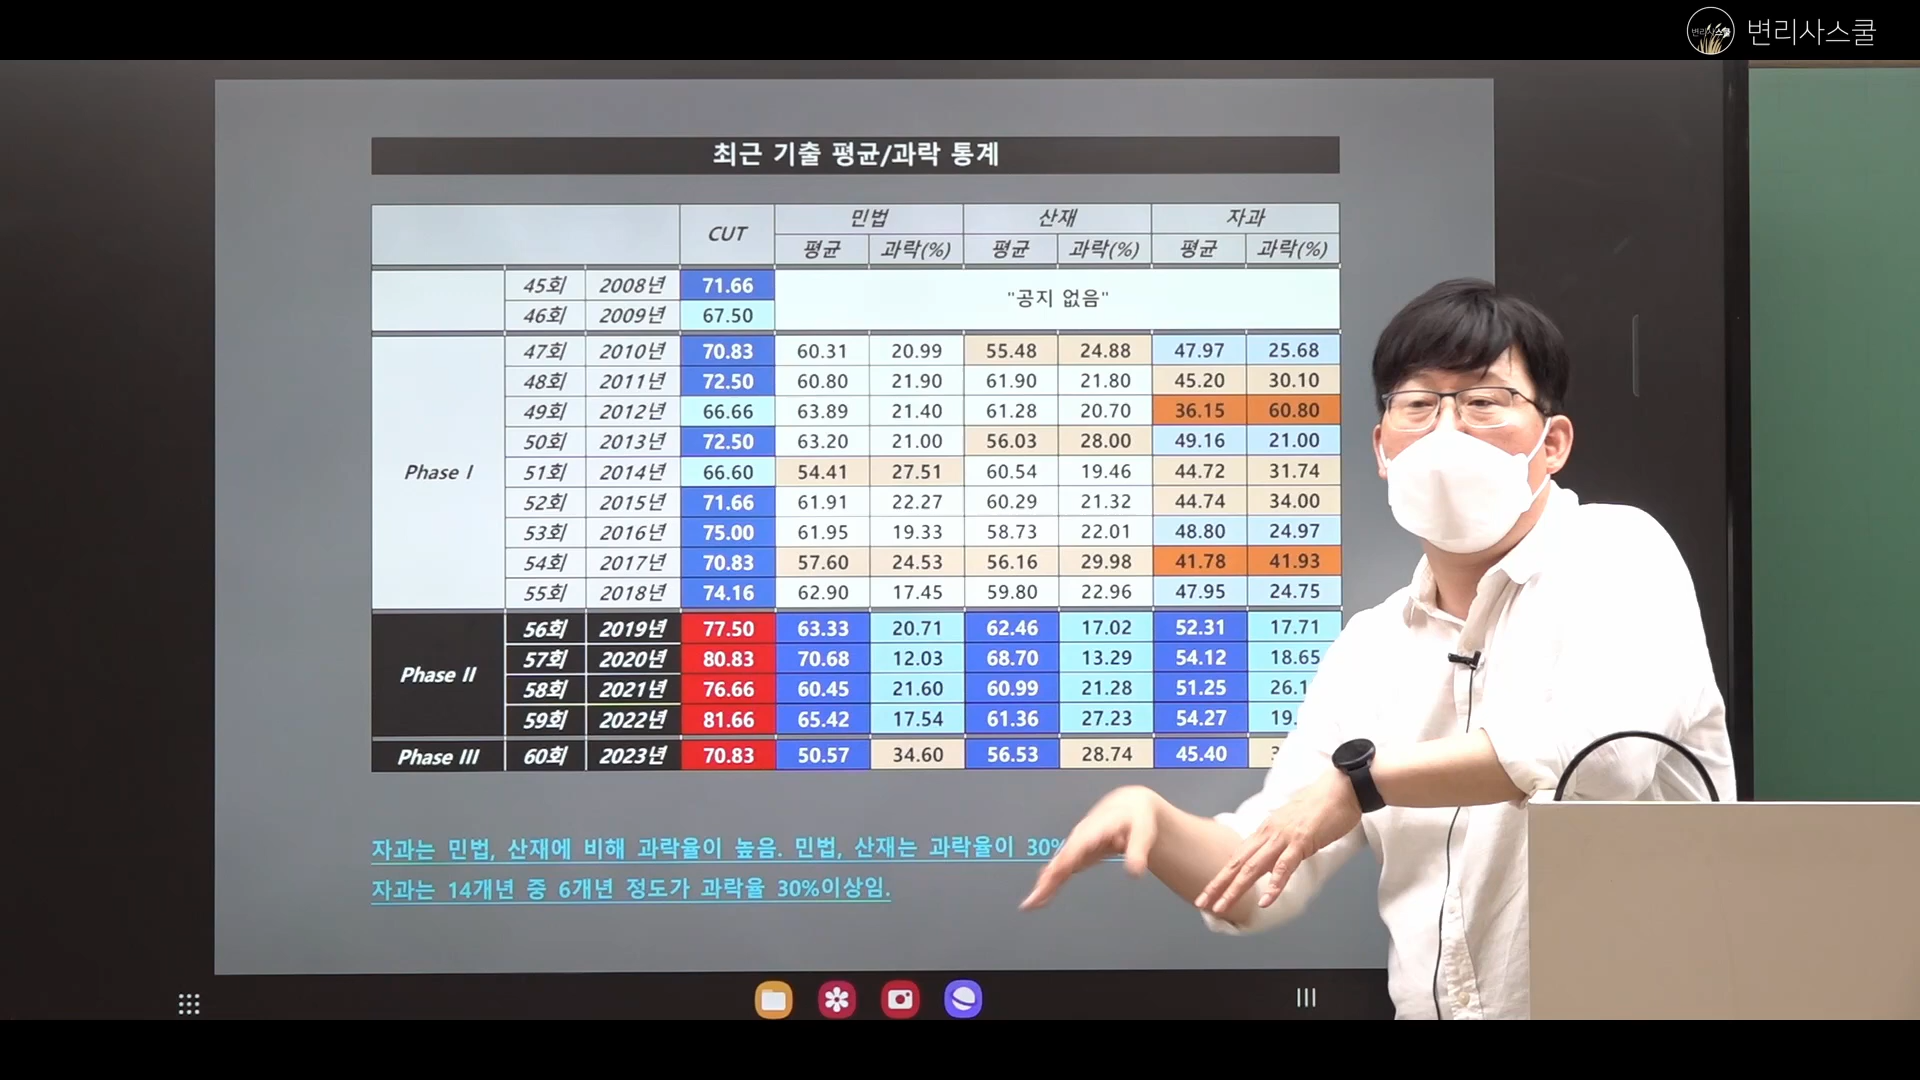 변리사스쿨
최근 기출 평균/과락 통계
CUT 민법 산재 자과
평균 과락(%) 평균 과락(%) 평균 과락(%)
45회 2008년 71.66 "공지 없음"
46회 2009년 67.50
Phase I
47회 2010년 70.83 60.31 20.99 55.48 24.88 47.97 25.68
48회 2011년 72.50 60.80 21.90 61.90 21.80 45.20 30.10
49회 2012년 66.66 63.89 21.40 61.28 20.70 36.15 60.80
50회 2013년 72.50 63.20 21.00 56.03 28.00 49.16 21.00
51회 2014년 66.60 54.41 27.51 60.54 19.46 44.72 31.74
52회 2015년 71.66 61.91 22.27 60.29 21.32 44.74 34.00
53회 2016년 75.00 61.95 19.33 58.73 22.01 48.80 24.97
54회 2017년 70.83 57.60 24.53 56.16 29.98 41.78 41.93
55회 2018년 74.16 62.90 17.45 59.80 22.96 47.95 24.75
Phase II
56회 2019년 77.50 63.33 20.71 62.46 17.02 52.31 17.71
57회 2020년 80.83 70.68 12.03 68.70 13.29 54.12 18.65
58회 2021년 76.66 60.45 21.60 60.99 21.28 51.25 26.1
59회 2022년 81.66 65.42 17.54 61.36 27.23 54.27 19.
Phase III 60회 2023년 70.83 50.57 34.60 56.53 28.74 45.40
자과는 민법, 산재에 비해 과락율이 높음. 민법, 산재는 과락율이 30%
자과는 14개년 중 6개년 정도가 과락율 30%이상임.